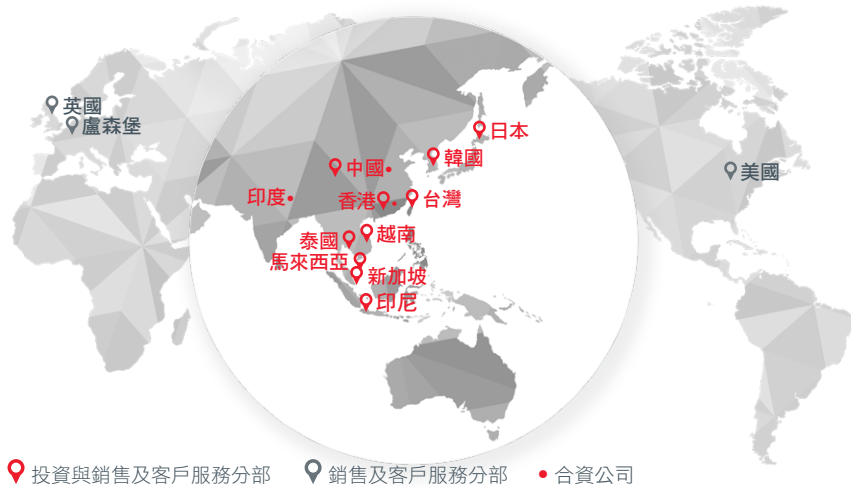 英國
盧森堡
日本
韓國
中國
美國
印度
香港
台灣
泰國
越南
馬來西亞
新加坡
印尼
投資與銷售及客戶服務分部
銷售及客戶服務分部
合資公司